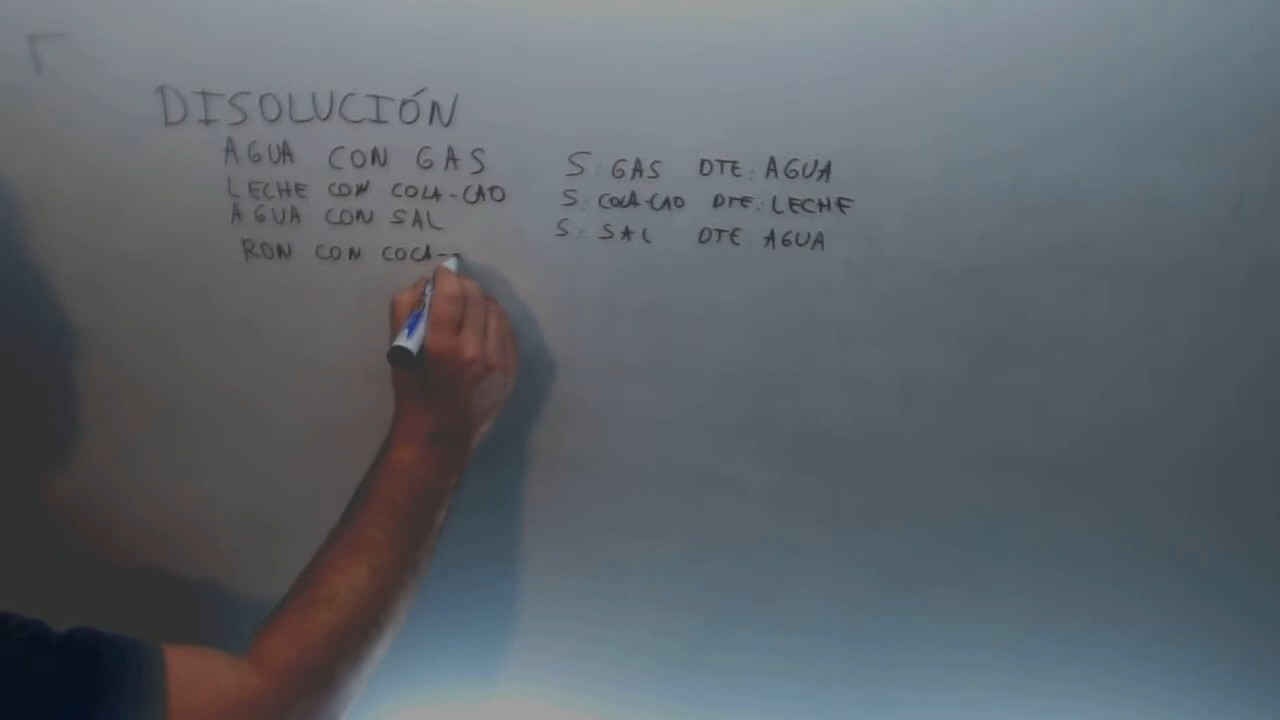 DISOLUCIÓN
AGUA CON GAS S: GAS DTE: AGUA
LECHE CON COLA-CAO S: COLA-CAO DTE: LECHE
AGUA CON SAL S: SAL DTE: AGUA
RON CON COCA-